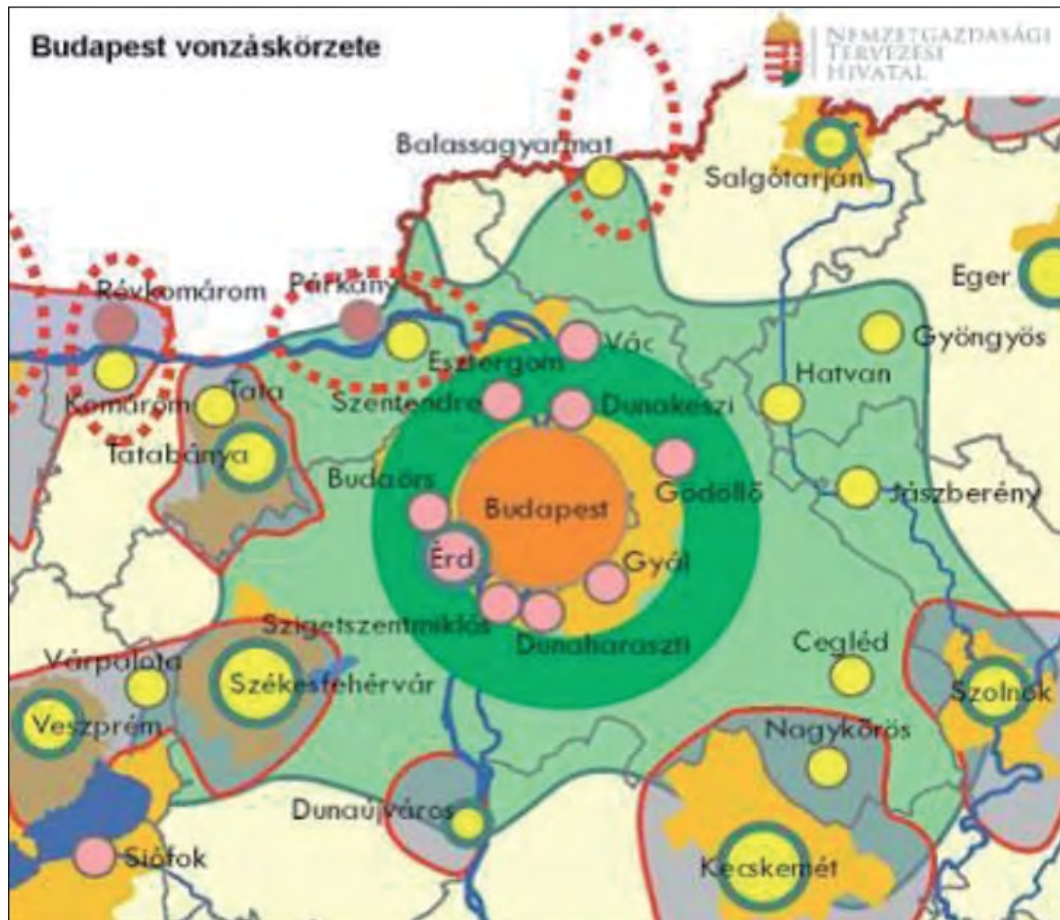 Budapest vonzáskörzete
NEMZETGAZDASÁGI
TERVEZÉSI
HIVATAL
Balassagyarmat
Salgótarján
Eger
Révkomárom
Párkány
Gyöngyös
Vác
Esztergom
Hatvan
Komárom
Tata
Szentendre
Dunakeszi
Tatabánya
Budaörs
Gödöllő
Jászberény
Budapest
Érd
Gyál
Szigetszentmiklós
Dunaharaszti
Cegléd
Várpalota
Székesfehérvár
Szolnok
Veszprém
Nagykőrös
Dunaújváros
Siófok
Kecskemét